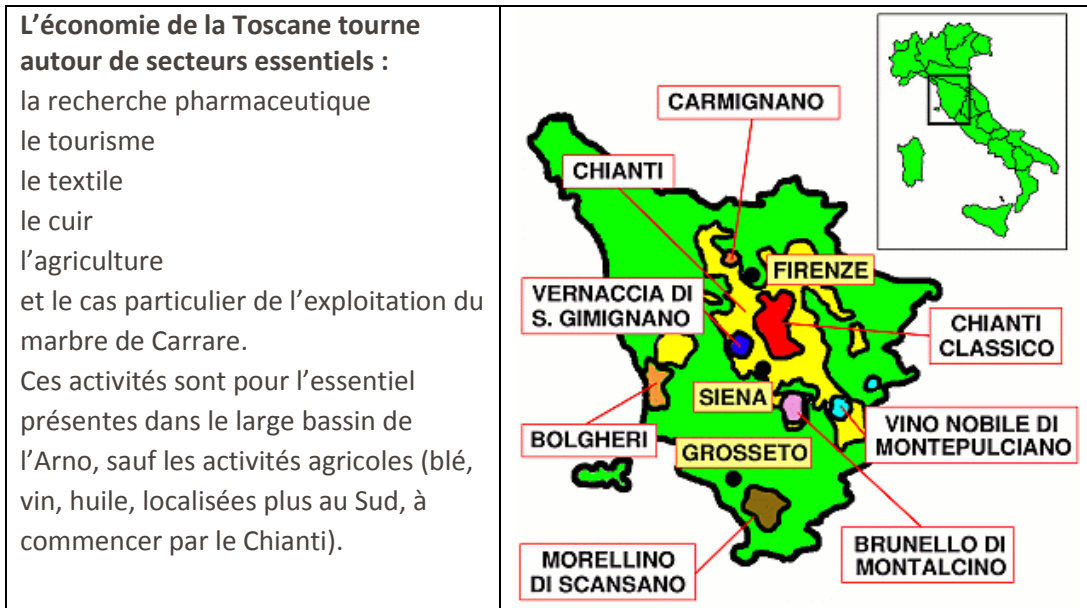 L’économie de la Toscane tourne
autour de secteurs essentiels :
la recherche pharmaceutique
le tourisme
le textile
le cuir
l’agriculture
et le cas particulier de l’exploitation du
marbre de Carrare.
Ces activités sont pour l’essentiel
présentes dans le large bassin de
l’Arno, sauf les activités agricoles (blé,
vin, huile, localisées plus au Sud, à
commencer par le Chianti).
CARMIGNANO
CHIANTI
FIRENZE
VERNACCIA DI
S. GIMIGNANO
CHIANTI
CLASSICO
SIENA
BOLGHERI
VINO NOBILE DI
MONTEPULCIANO
GROSSETO
BRUNELLO DI
MONTALCINO
MORELLINO
DI SCANSANO